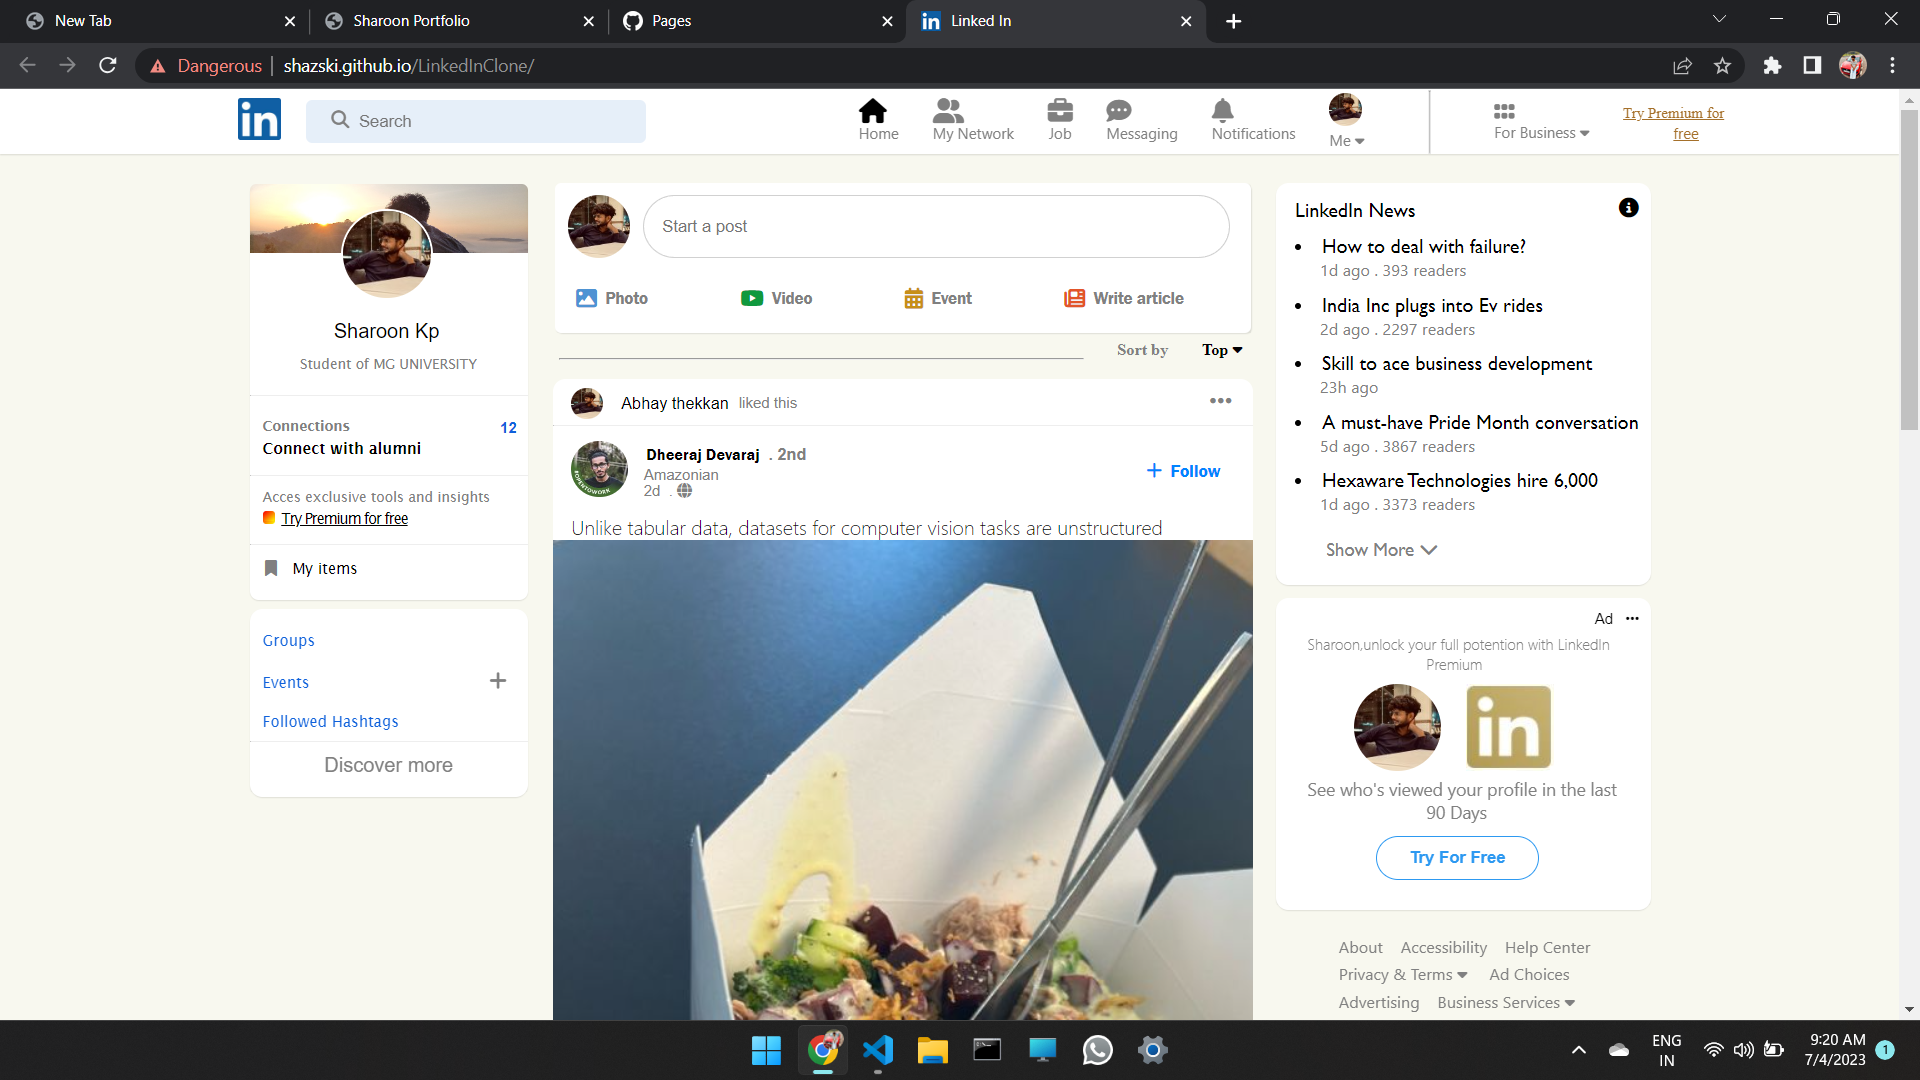 New Tab
Sharoon Portfolio
Pages
Linked In
Dangerous
shazski.github.io/LinkedInClone/
in
Search
Home
My Network
Job
Messaging
Notifications
Me
For Business
Try Premium for
free
Sharoon Kp
Student of MG UNIVERSITY
Connections
12
Connect with alumni
Acces exclusive tools and insights
Try Premium for free
My items
Groups
Events
Followed Hashtags
Discover more
Start a post
Photo
Video
Event
Write article
Sort by
Top
Abhay thekkan liked this
Dheeraj Devaraj . 2nd
Amazonian
2d .
#OPENTOWORK
Follow
Unlike tabular data, datasets for computer vision tasks are unstructured
LinkedIn News
How to deal with failure?
1d ago . 393 readers
India Inc plugs into Ev rides
2d ago . 2297 readers
Skill to ace business development
23h ago
A must-have Pride Month conversation
5d ago . 3867 readers
Hexaware Technologies hire 6,000
1d ago . 3373 readers
Show More
Ad
Sharoon,unlock your full potention with LinkedIn
Premium
in
See who's viewed your profile in the last
90 Days
Try For Free
About Accessibility Help Center
Privacy & Terms Ad Choices
Advertising Business Services
ENG
IN
9:20 AM
7/4/2023
1